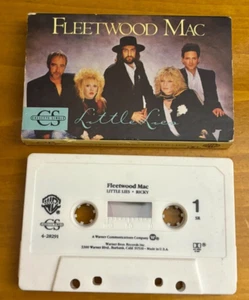 FLEETWOOD MAC
CS
Little Lies
Fleetwood Mac
LITTLE LIES • RICKY
1
4-28291
A Warner Communications Company
Warner Bros. Records Inc.
3300 Warner Blvd., Burbank, Calif. 91510 • Made in U.S.A.